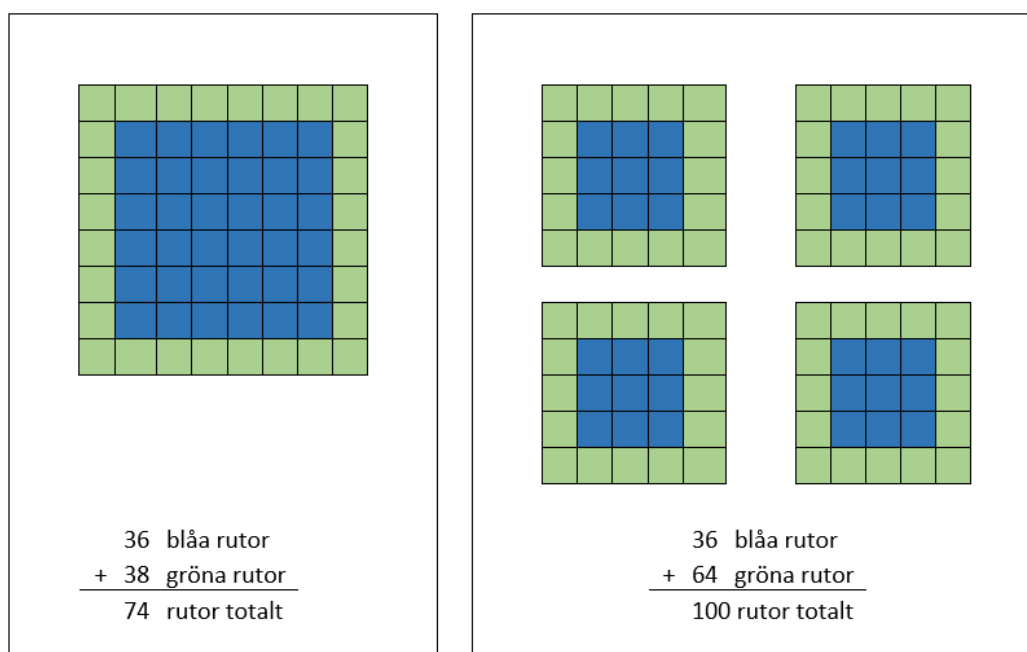 36 blåa rutor
+ 38 gröna rutor
74 rutor totalt
36 blåa rutor
+ 64 gröna rutor
100 rutor totalt